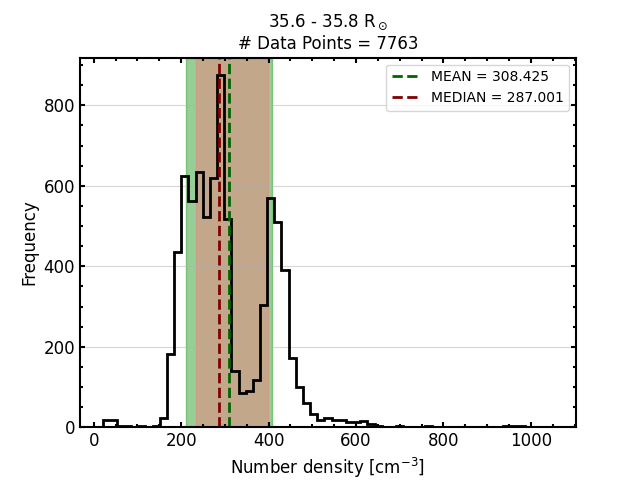 35.6 - 35.8 R⊙
# Data Points = 7763
MEAN = 308.425
MEDIAN = 287.001
Frequency
800
600
400
200
0
0 200 400 600 800 1000
Number density [cm⁻³]